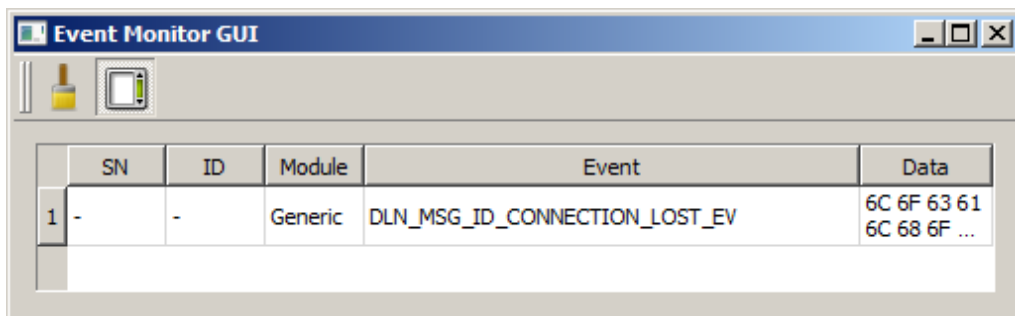 Event Monitor GUI
SN ID Module Event Data
1 - - Generic DLN_MSG_ID_CONNECTION_LOST_EV 6C 6F 63 61
6C 68 6F ...